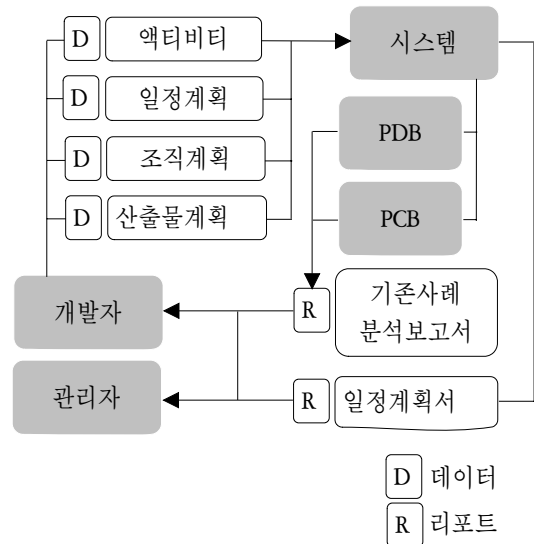 D 액티비티 시스템
D 일정계획
D 조직계획 PDB
D 산출물계획 PCB
개발자 R 기존사례
분석보고서
관리자 R 일정계획서
D 데이터
R 리포트